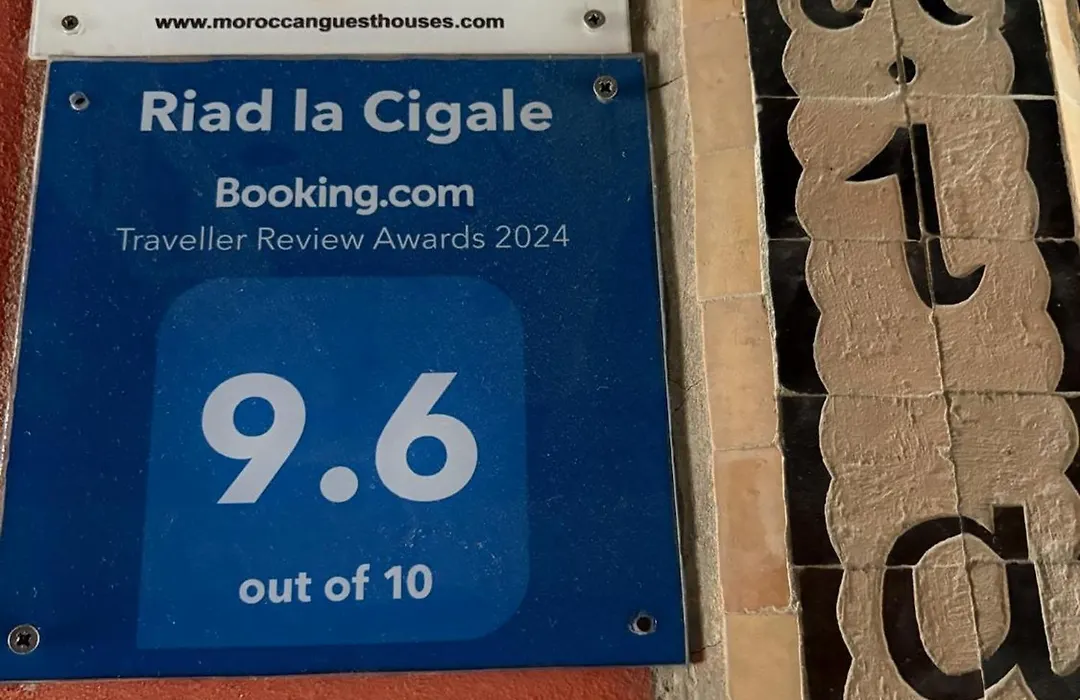 www.moroccanguesthouses.com
Riad la Cigale
Booking.com
Traveller Review Awards 2024
9.6
out of 10